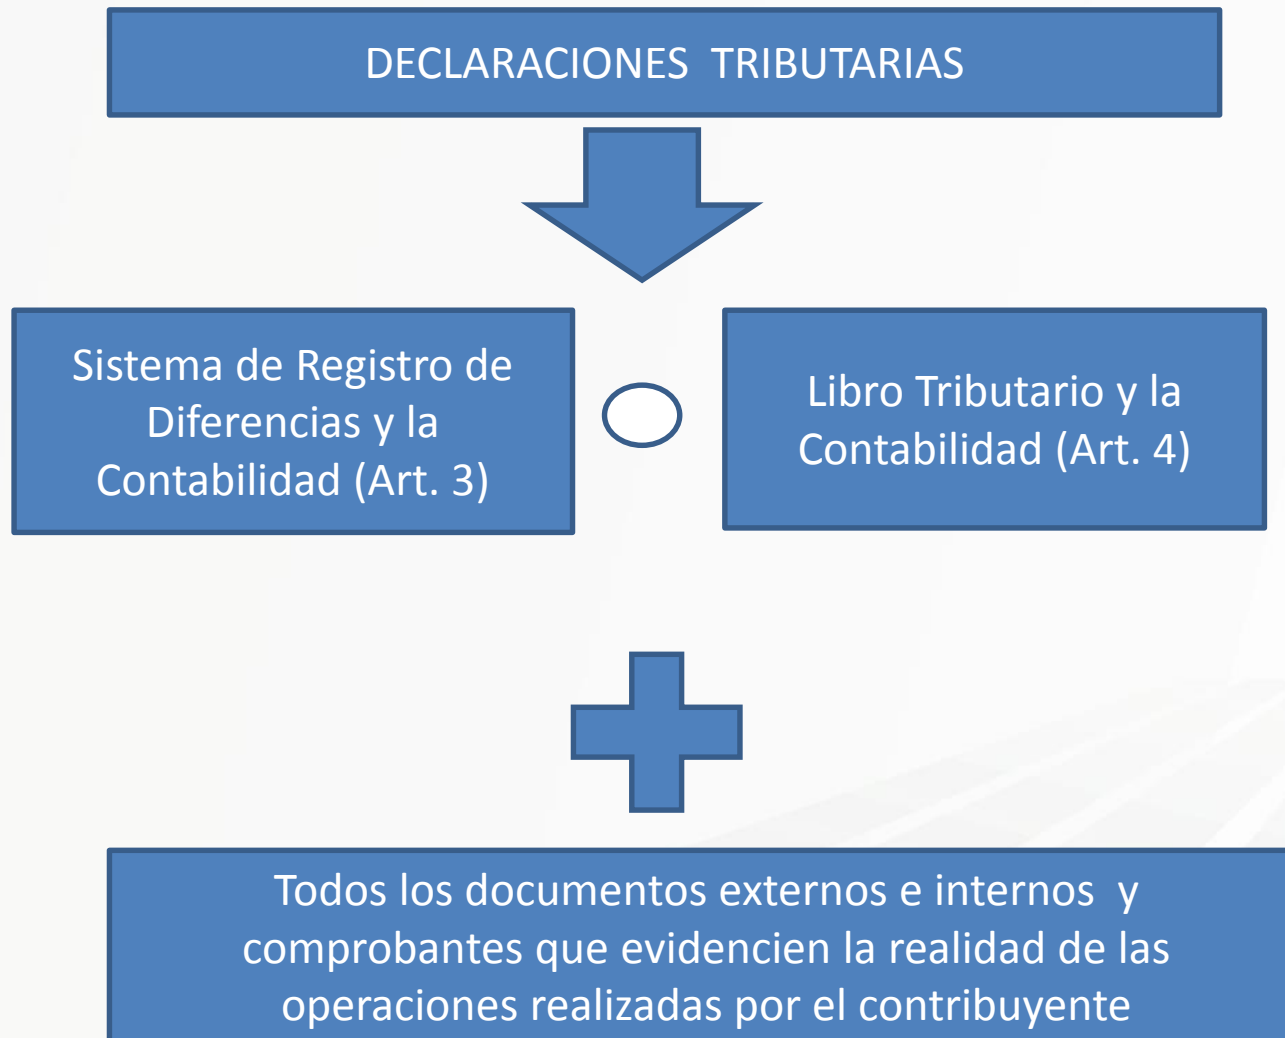 DECLARACIONES TRIBUTARIAS
Sistema de Registro de
Diferencias y la
Contabilidad (Art. 3)
Libro Tributario y la
Contabilidad (Art. 4)
Todos los documentos externos e internos y
comprobantes que evidencien la realidad de las
operaciones realizadas por el contribuyente